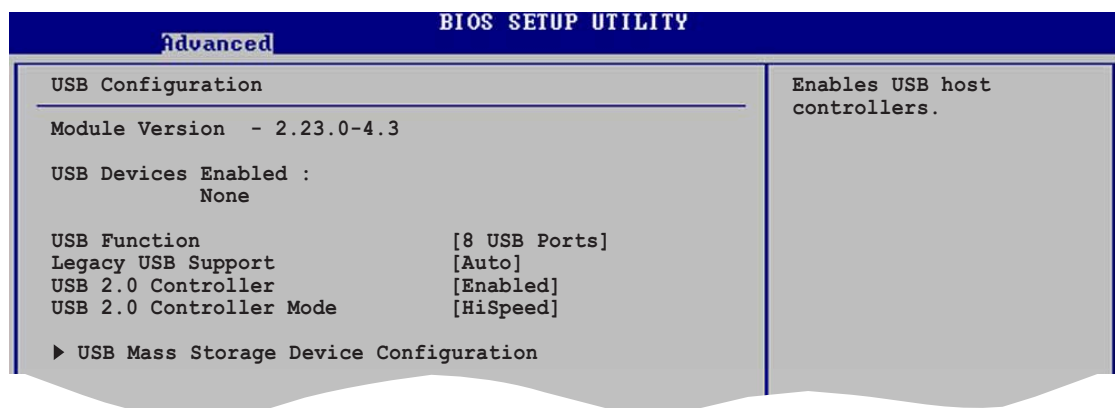 BIOS SETUP UTILITY
Advanced
USB Configuration
Module Version - 2.23.0-4.3
USB Devices Enabled :
None
USB Function [8 USB Ports]
Legacy USB Support [Auto]
USB 2.0 Controller [Enabled]
USB 2.0 Controller Mode [HiSpeed]
USB Mass Storage Device Configuration
Enables USB host
controllers.